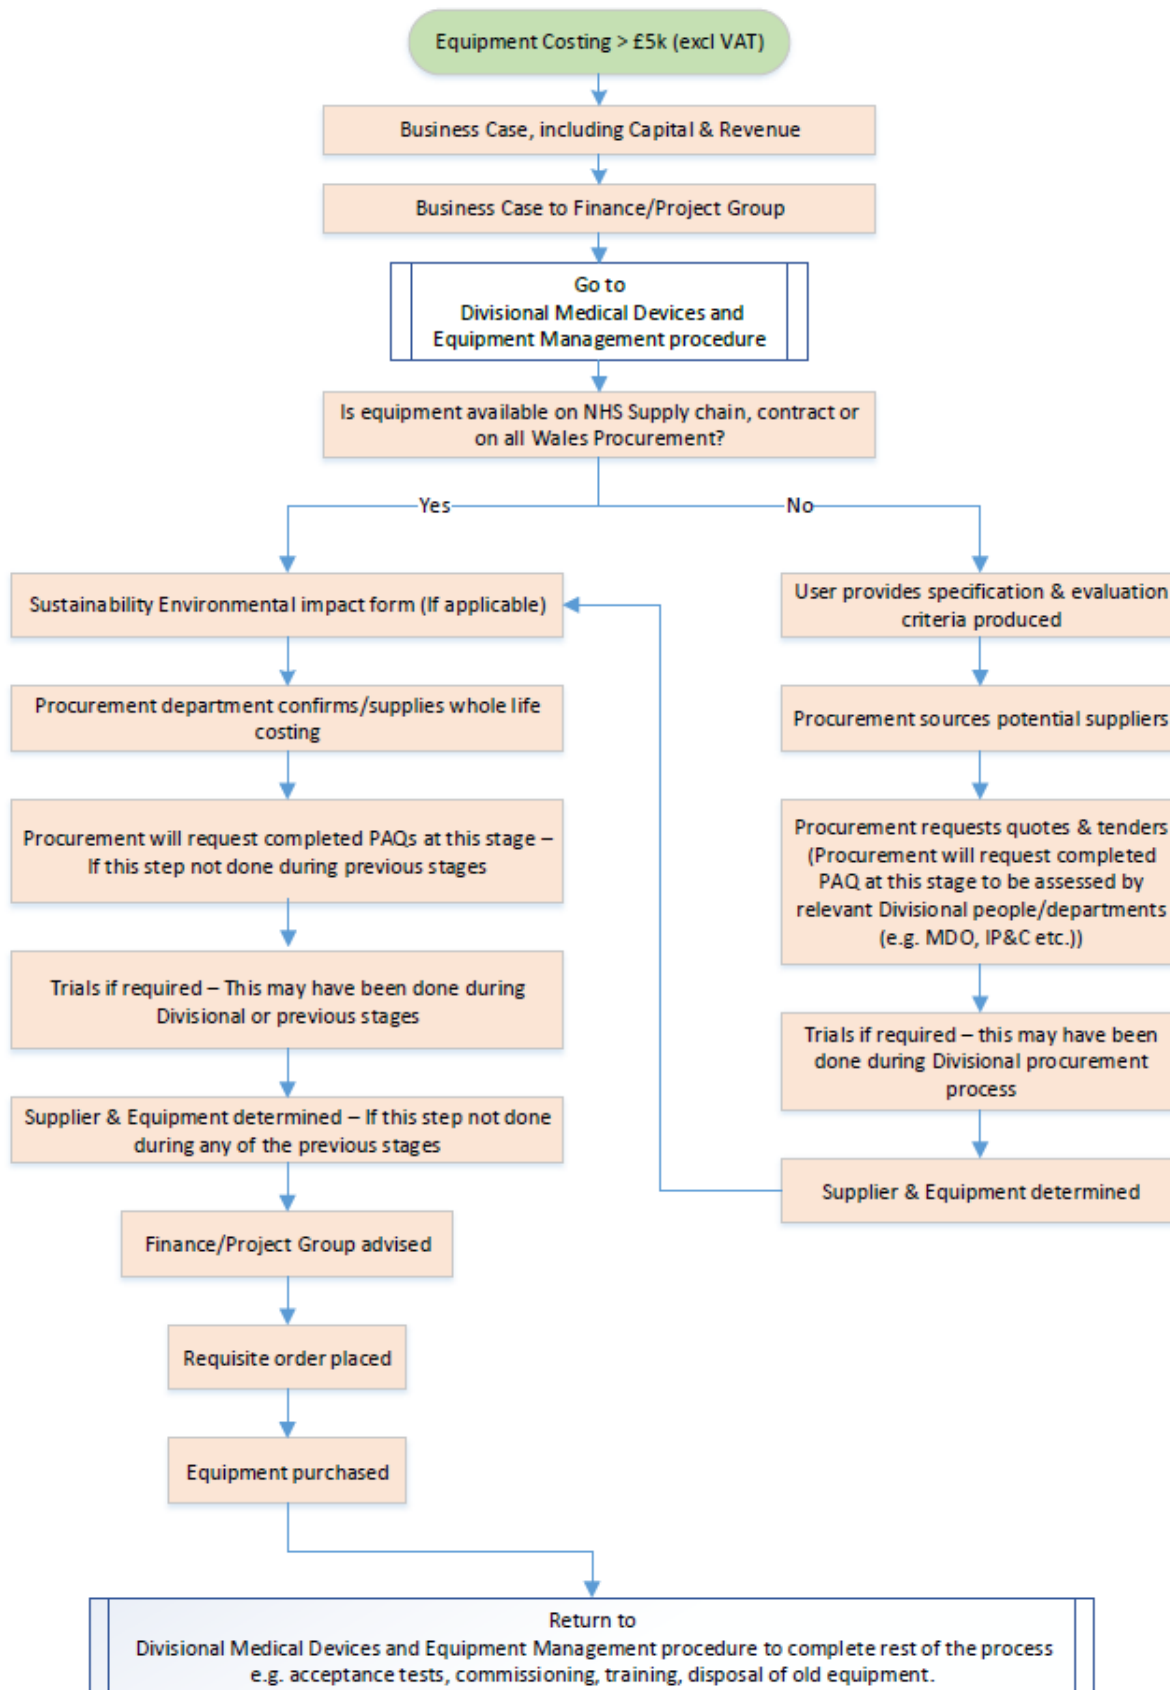 Equipment Costing > £5k (excl VAT)
Business Case, including Capital & Revenue
Business Case to Finance/Project Group
Go to
Divisional Medical Devices and
Equipment Management procedure
Is equipment available on NHS Supply chain, contract or
on all Wales Procurement?
Yes
No
Sustainability Environmental impact form (If applicable)
Procurement department confirms/supplies whole life
costing
Procurement will request completed PAQs at this stage –
If this step not done during previous stages
Trials if required – This may have been done during
Divisional or previous stages
Supplier & Equipment determined – If this step not done
during any of the previous stages
Finance/Project Group advised
Requisite order placed
Equipment purchased
User provides specification & evaluation
criteria produced
Procurement sources potential suppliers
Procurement requests quotes & tenders
(Procurement will request completed
PAQ at this stage to be assessed by
relevant Divisional people/departments
(e.g. MDO, IP&C etc.))
Trials if required – this may have been
done during Divisional procurement
process
Supplier & Equipment determined
Return to
Divisional Medical Devices and Equipment Management procedure to complete rest of the process
e.g. acceptance tests, commissioning, training, disposal of old equipment.